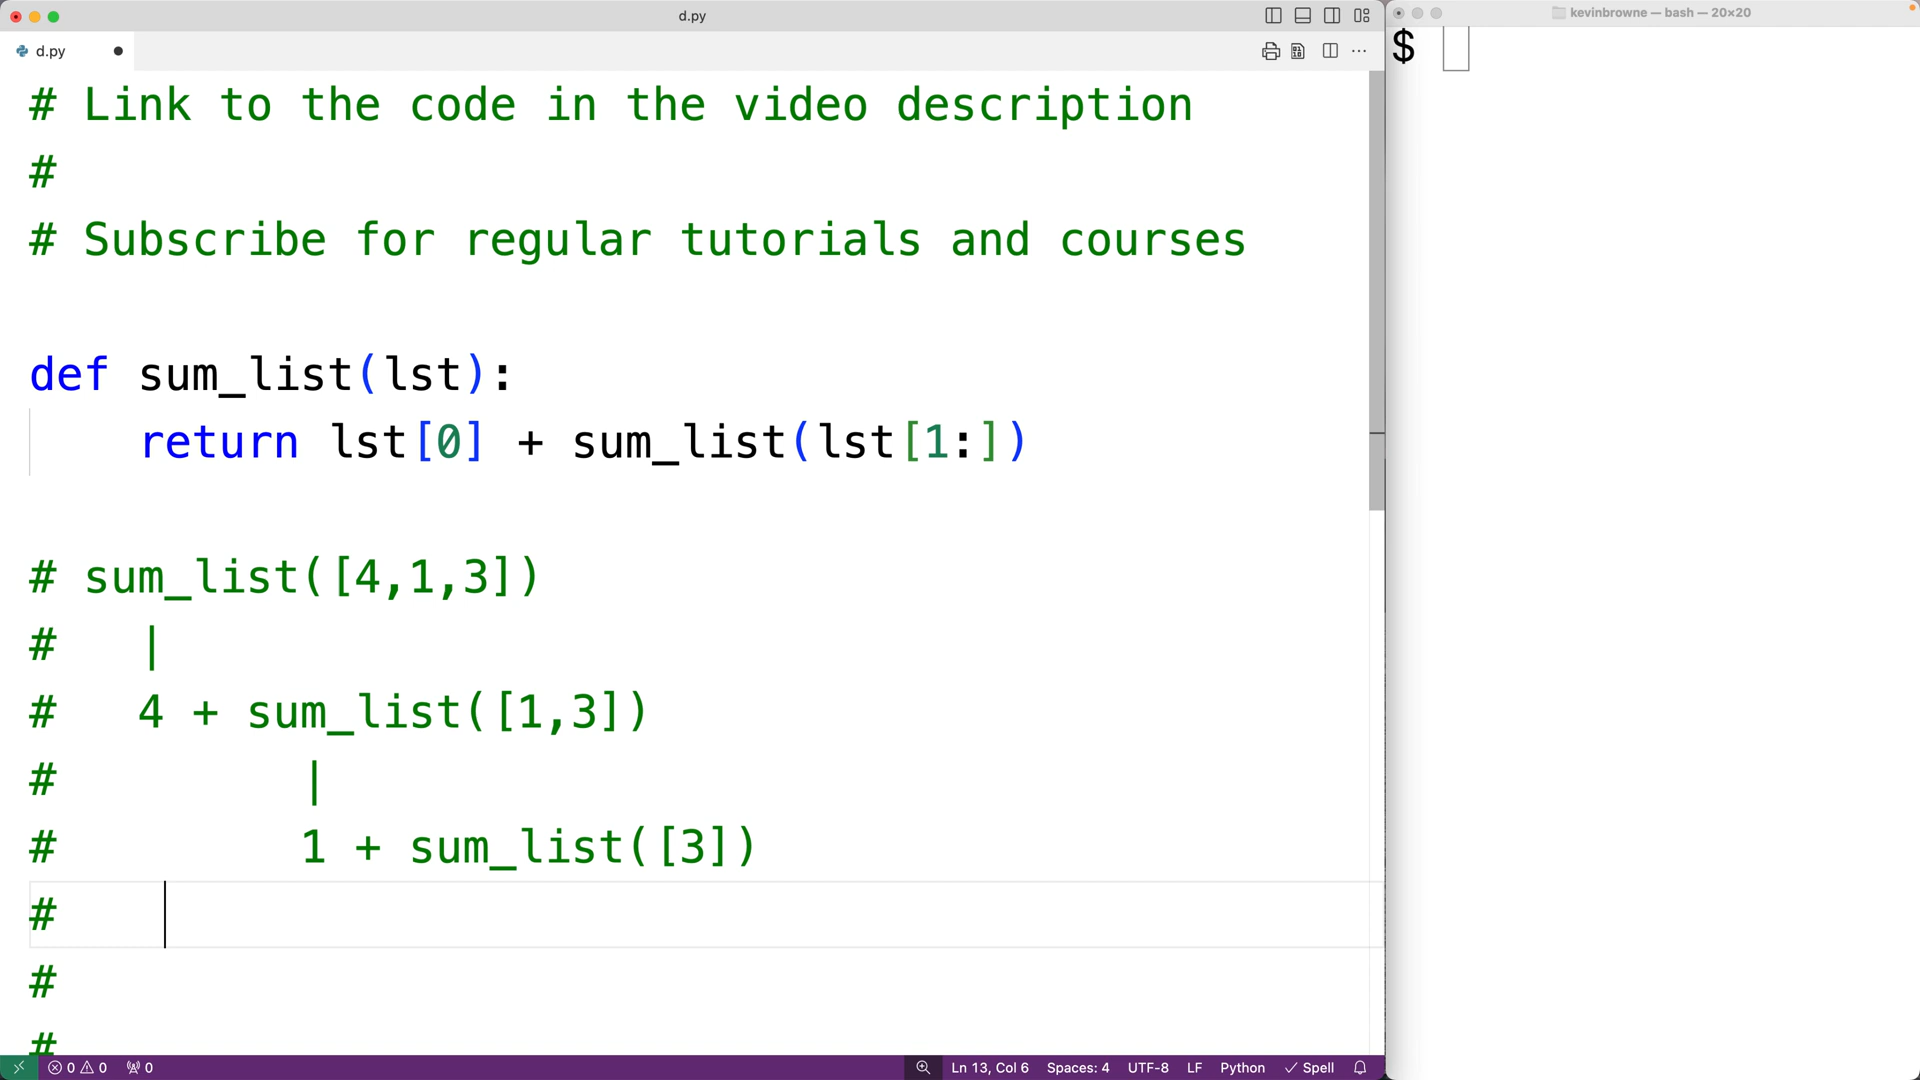 d.py
kevinbrowne — bash — 20×20
d.py
$
# Link to the code in the video description
#
# Subscribe for regular tutorials and courses
def sum_list(lst):
    return lst[0] + sum_list(lst[1:])
# sum_list([4,1,3])
#   |
#   4 + sum_list([1,3])
#         |
#         1 + sum_list([3])
#
#
#
0 0 0 Ln 13, Col 6 Spaces: 4 UTF-8 LF Python Spell